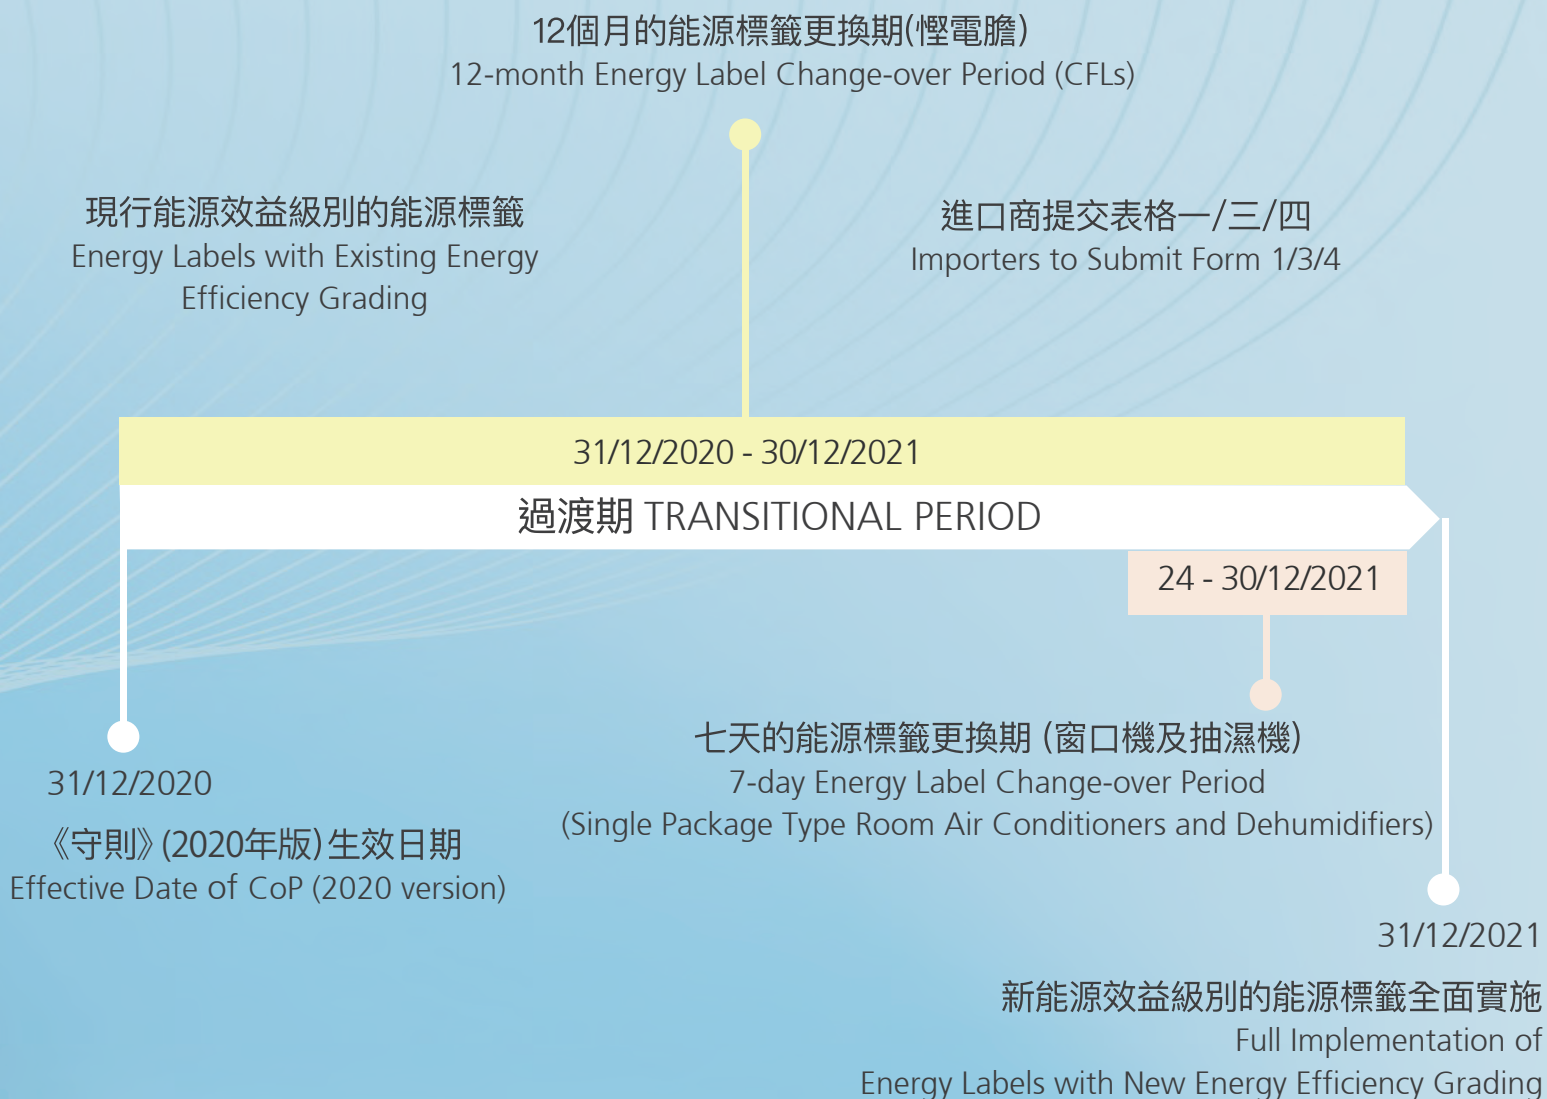 12個月的能源標籤更換期(慳電膽)
12-month Energy Label Change-over Period (CFLs)
現行能源效益級別的能源標籤
Energy Labels with Existing Energy
Efficiency Grading
進口商提交表格一/三/四
Importers to Submit Form 1/3/4
31/12/2020 - 30/12/2021
過渡期 TRANSITIONAL PERIOD
24 - 30/12/2021
七天的能源標籤更換期 (窗口機及抽濕機)
7-day Energy Label Change-over Period
(Single Package Type Room Air Conditioners and Dehumidifiers)
31/12/2020
《守則》(2020年版)生效日期
Effective Date of CoP (2020 version)
31/12/2021
新能源效益級別的能源標籤全面實施
Full Implementation of
Energy Labels with New Energy Efficiency Grading